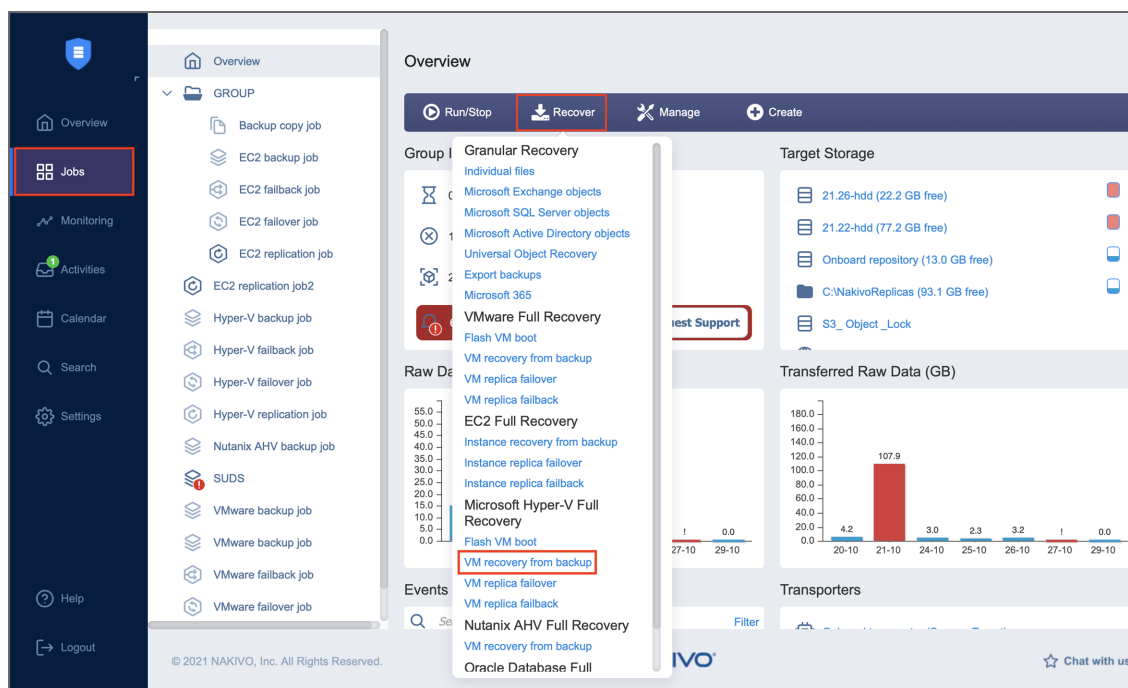 Overview
Jobs
Monitoring
1
Activities
Calendar
Search
Settings
Help
Logout
Overview
GROUP
Backup copy job
EC2 backup job
EC2 failback job
EC2 failover job
EC2 replication job
EC2 replication job2
Hyper-V backup job
Hyper-V failback job
Hyper-V failover job
Hyper-V replication job
Nutanix AHV backup job
SUDS
VMware backup job
VMware backup job
VMware failback job
VMware failover job
Overview
Run/Stop
Recover
Manage
Create
Group I
Granular Recovery
Individual files
Microsoft Exchange objects
Microsoft SQL Server objects
Microsoft Active Directory objects
Universal Object Recovery
Export backups
Microsoft 365
VMware Full Recovery
Flash VM boot
VM recovery from backup
VM replica failover
VM replica failback
EC2 Full Recovery
Instance recovery from backup
Instance replica failover
Instance replica failback
Microsoft Hyper-V Full
Recovery
Flash VM boot
VM recovery from backup
VM replica failover
VM replica failback
Nutanix AHV Full Recovery
VM recovery from backup
Oracle Database Full
uest Support
Raw Da
55.0
50.0
45.0
40.0
35.0
30.0
25.0
20.0
15.0
10.0
5.0
0.0
! 0.0
27-10 29-10
Events
Se
Filter
Target Storage
21.26-hdd (22.2 GB free)
21.22-hdd (77.2 GB free)
Onboard repository (13.0 GB free)
C:\NakivoReplicas (93.1 GB free)
S3_ Object _Lock
Transferred Raw Data (GB)
180.0
160.0
140.0
120.0
100.0
80.0
60.0
40.0
20.0
0.0
4.2 107.9 3.0 2.3 3.2 ! 0.0
20-10 21-10 24-10 25-10 26-10 27-10 29-10
Transporters
© 2021 NAKIVO, Inc. All Rights Reserved.
IVO
Chat with us